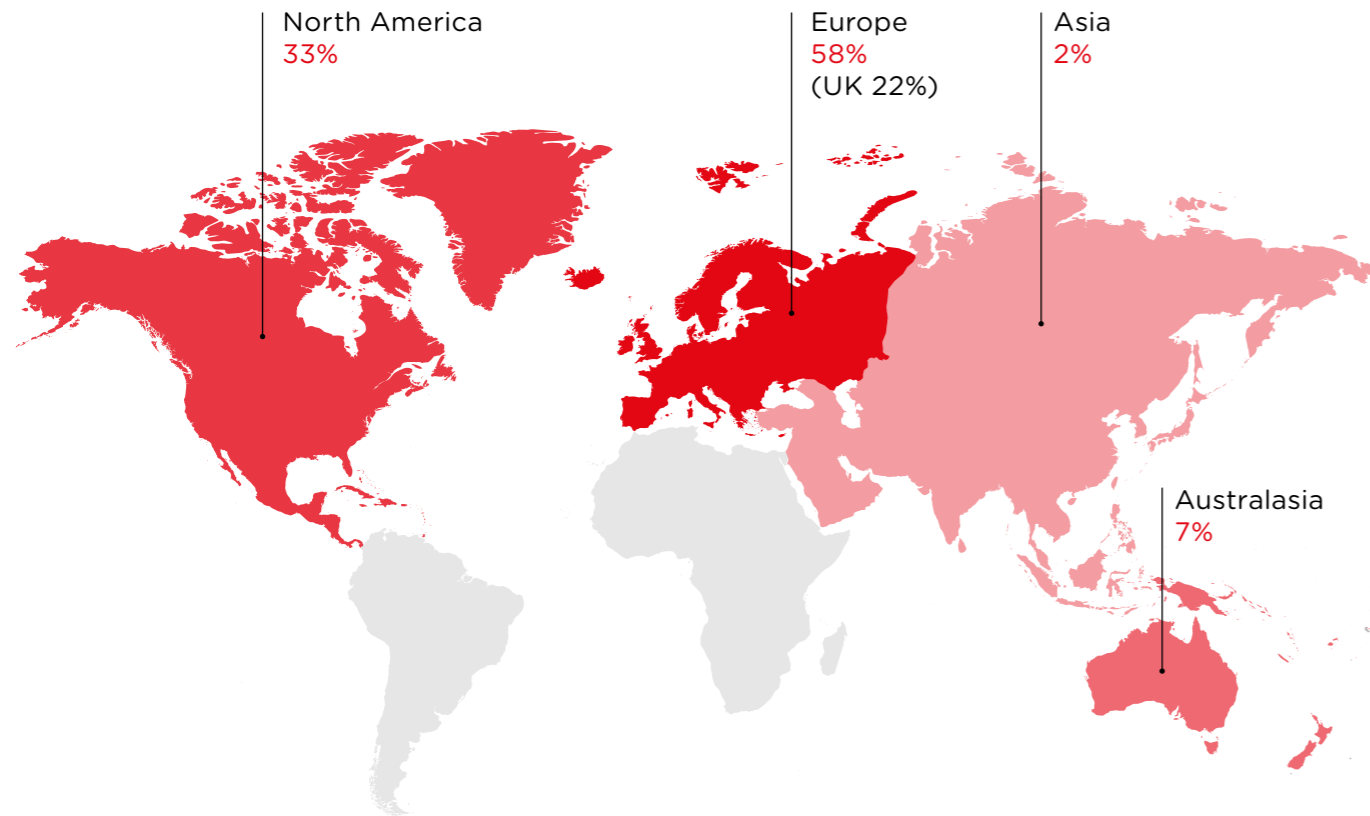 North America
33%
Europe
58%
(UK 22%)
Asia
2%
Australasia
7%